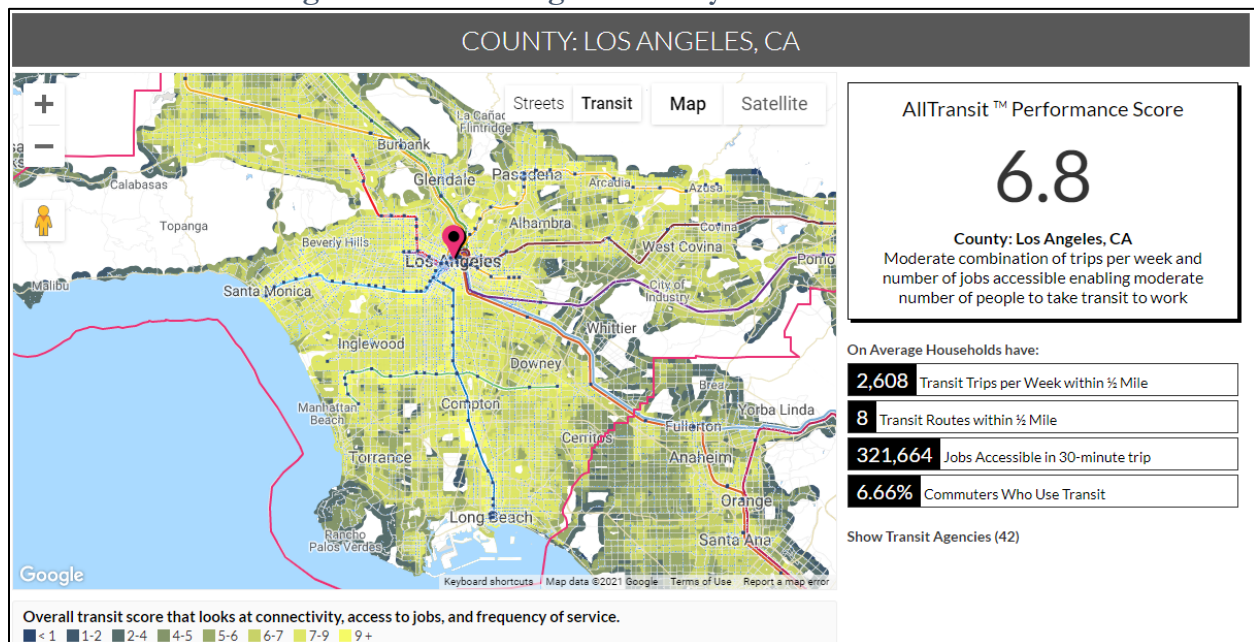 COUNTY: LOS ANGELES, CA
+
−
Streets
Transit
Map
Satellite
La Cañad
Flintridge
Burbank
Glendale
Pasadena
Arcadia
Azusa
Calabasas
Topanga
Beverly Hills
Alhambra
Covina
West Covina
Los Angeles
Pomo
Malibu
Santa Monica
City of
Industry
Whittier
Inglewood
Downey
Brea
Manhattan
Beach
Compton
Yorba Linda
Fullerton
Cerritos
Torrance
Anaheim
Orange
Long Beach
Rancho
Palos Verdes
Santa Ana
Google
Keyboard shortcuts
Map data ©2021 Google
Terms of Use
Report a map error
Overall transit score that looks at connectivity, access to jobs, and frequency of service.
< 1 1-2 2-4 4-5 5-6 6-7 7-9 9 +
AllTransit ™ Performance Score
6.8
County: Los Angeles, CA
Moderate combination of trips per week and
number of jobs accessible enabling moderate
number of people to take transit to work
On Average Households have:
2,608 Transit Trips per Week within ½ Mile
8 Transit Routes within ½ Mile
321,664 Jobs Accessible in 30-minute trip
6.66% Commuters Who Use Transit
Show Transit Agencies (42)